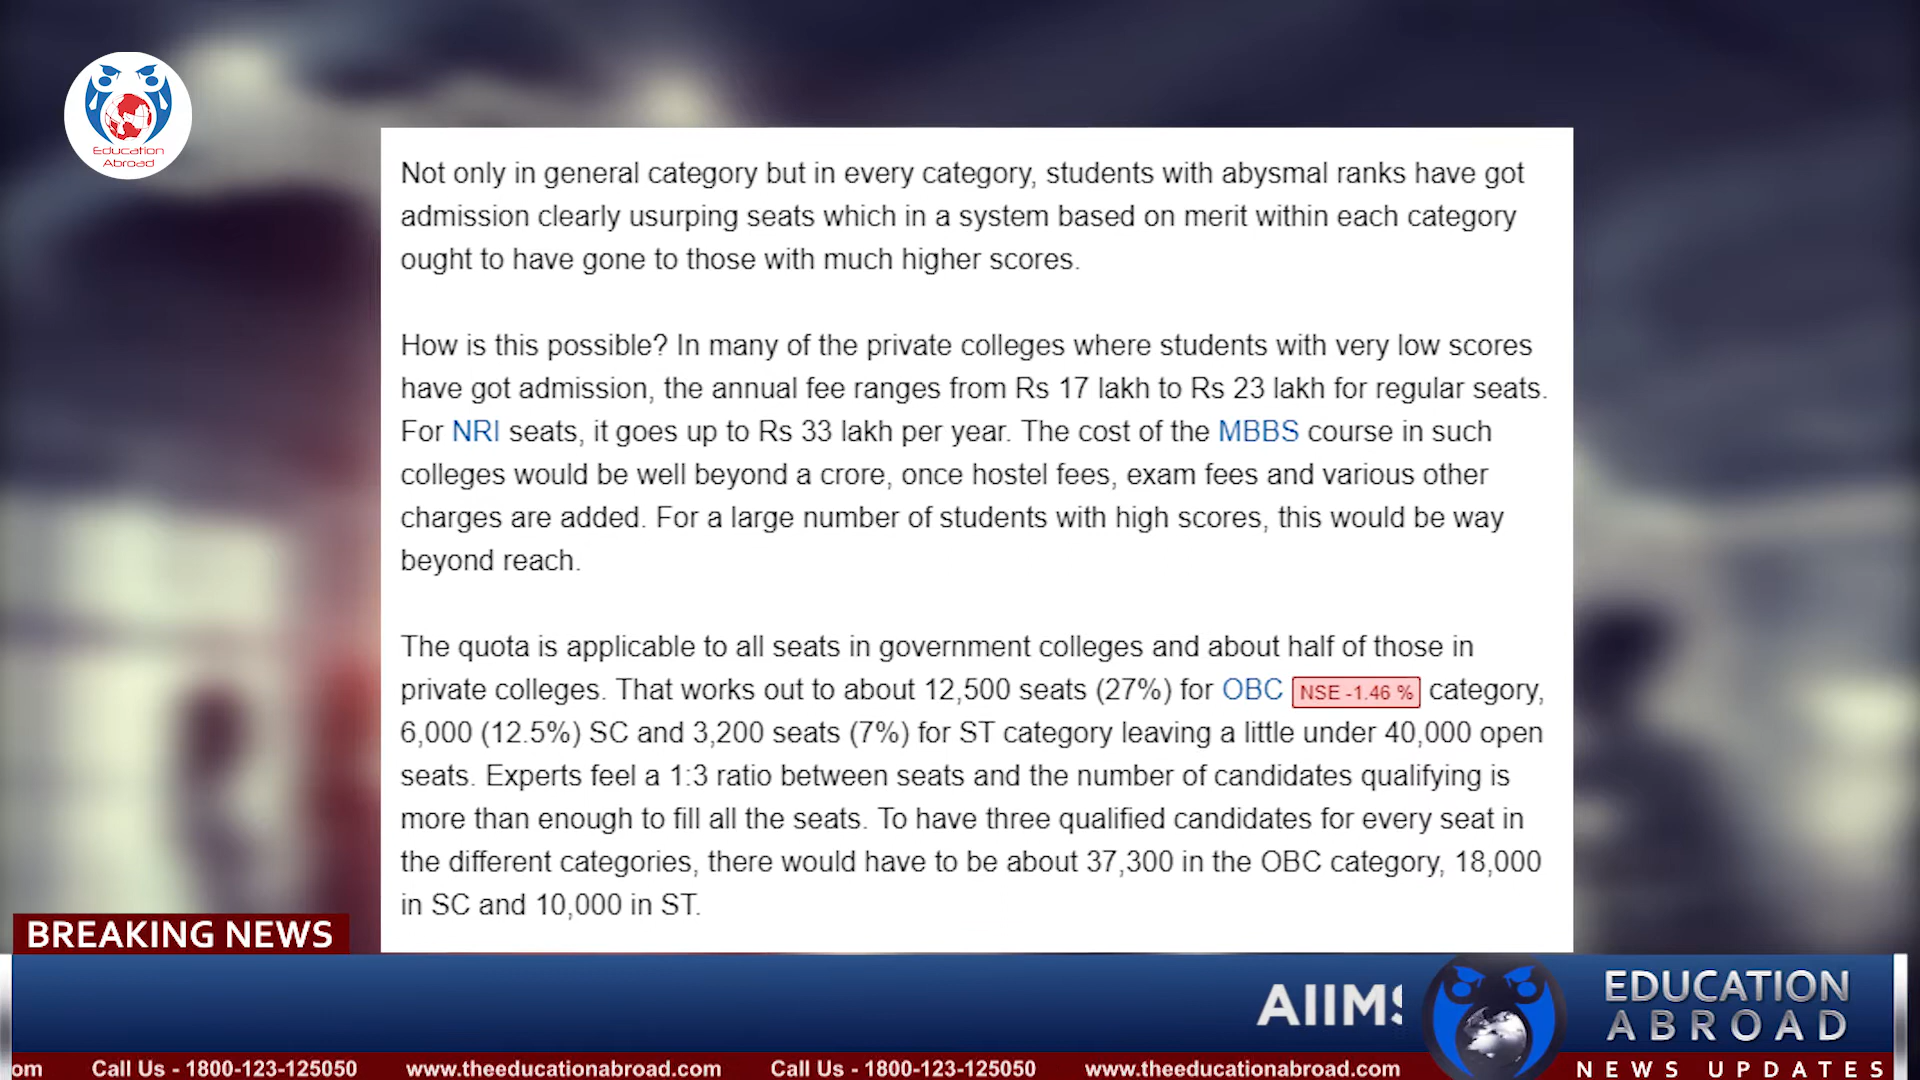 Education
Abroad
Not only in general category but in every category, students with abysmal ranks have got
admission clearly usurping seats which in a system based on merit within each category
ought to have gone to those with much higher scores.
How is this possible? In many of the private colleges where students with very low scores
have got admission, the annual fee ranges from Rs 17 lakh to Rs 23 lakh for regular seats.
For NRI seats, it goes up to Rs 33 lakh per year. The cost of the MBBS course in such
colleges would be well beyond a crore, once hostel fees, exam fees and various other
charges are added. For a large number of students with high scores, this would be way
beyond reach.
The quota is applicable to all seats in government colleges and about half of those in
private colleges. That works out to about 12,500 seats (27%) for OBC NSE -1.46 % category,
6,000 (12.5%) SC and 3,200 seats (7%) for ST category leaving a little under 40,000 open
seats. Experts feel a 1:3 ratio between seats and the number of candidates qualifying is
more than enough to fill all the seats. To have three qualified candidates for every seat in
the different categories, there would have to be about 37,300 in the OBC category, 18,000
in SC and 10,000 in ST.
BREAKING NEWS
AIIMS
EDUCATION
ABROAD
om Call Us - 1800-123-125050 www.theeducationabroad.com Call Us - 1800-123-125050 www.theeducationabroad.com
NEWS UPDATES